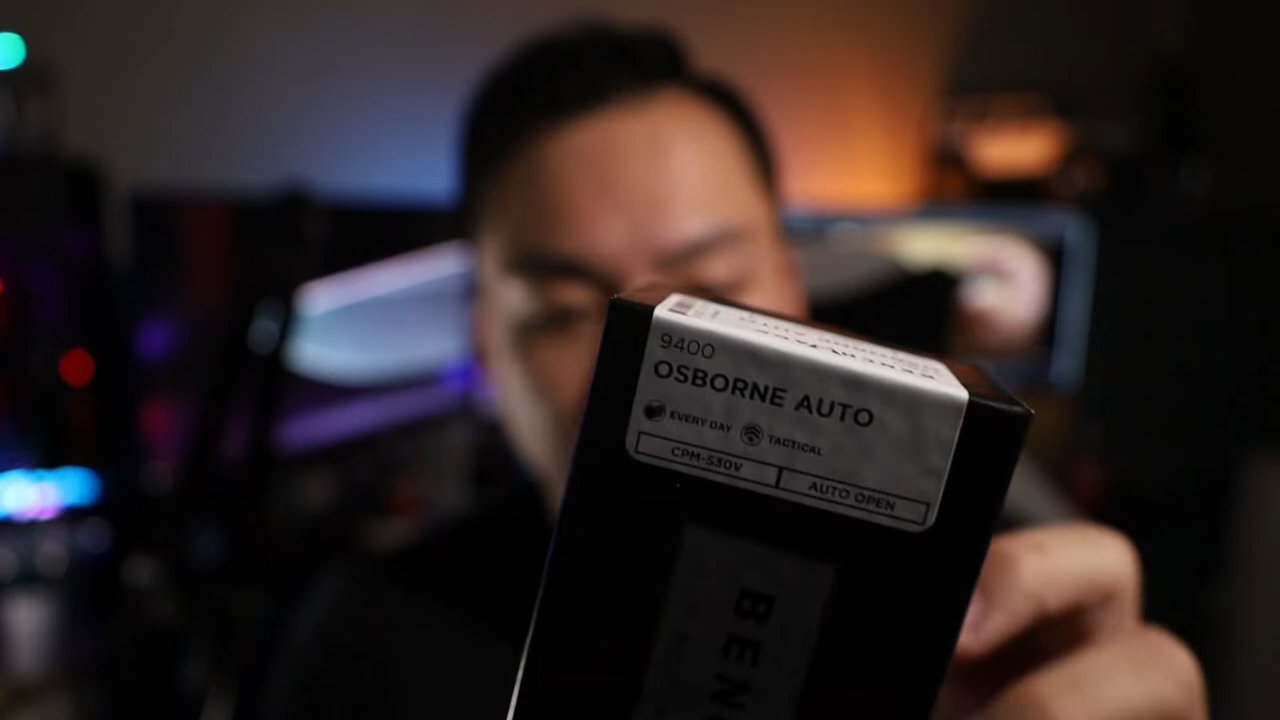 9400
OSBORNE AUTO
EVERY DAY TACTICAL
CPM-S30V AUTO OPEN
BEN